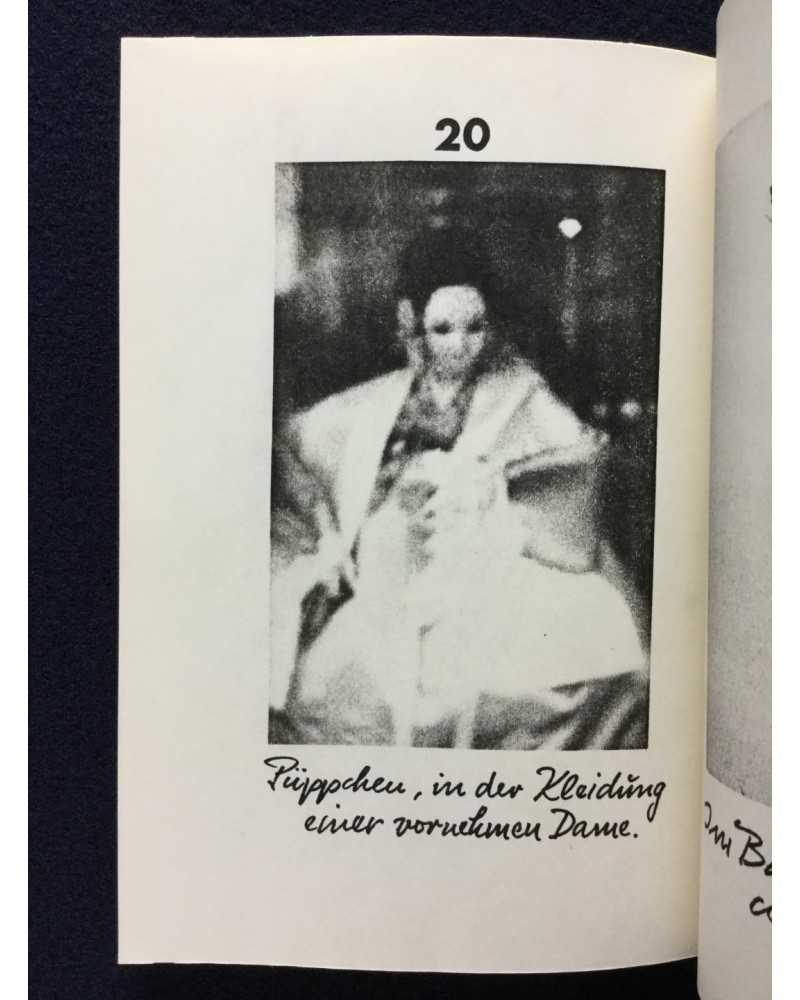 20
Püppchen, in der Kleidung
einer vornehmen Dame.